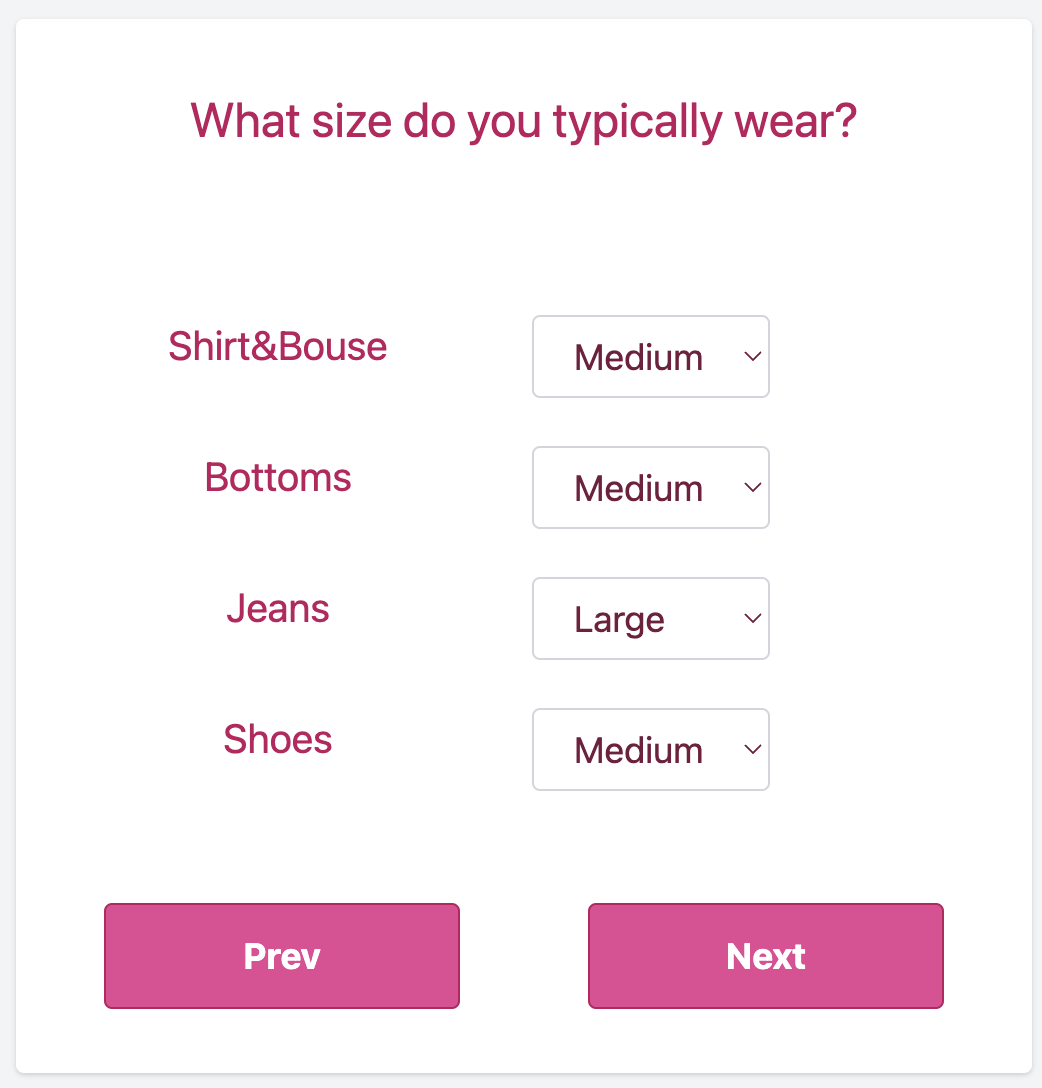 What size do you typically wear?
Shirt&Bouse
Medium
Bottoms
Medium
Jeans
Large
Shoes
Medium
Prev
Next